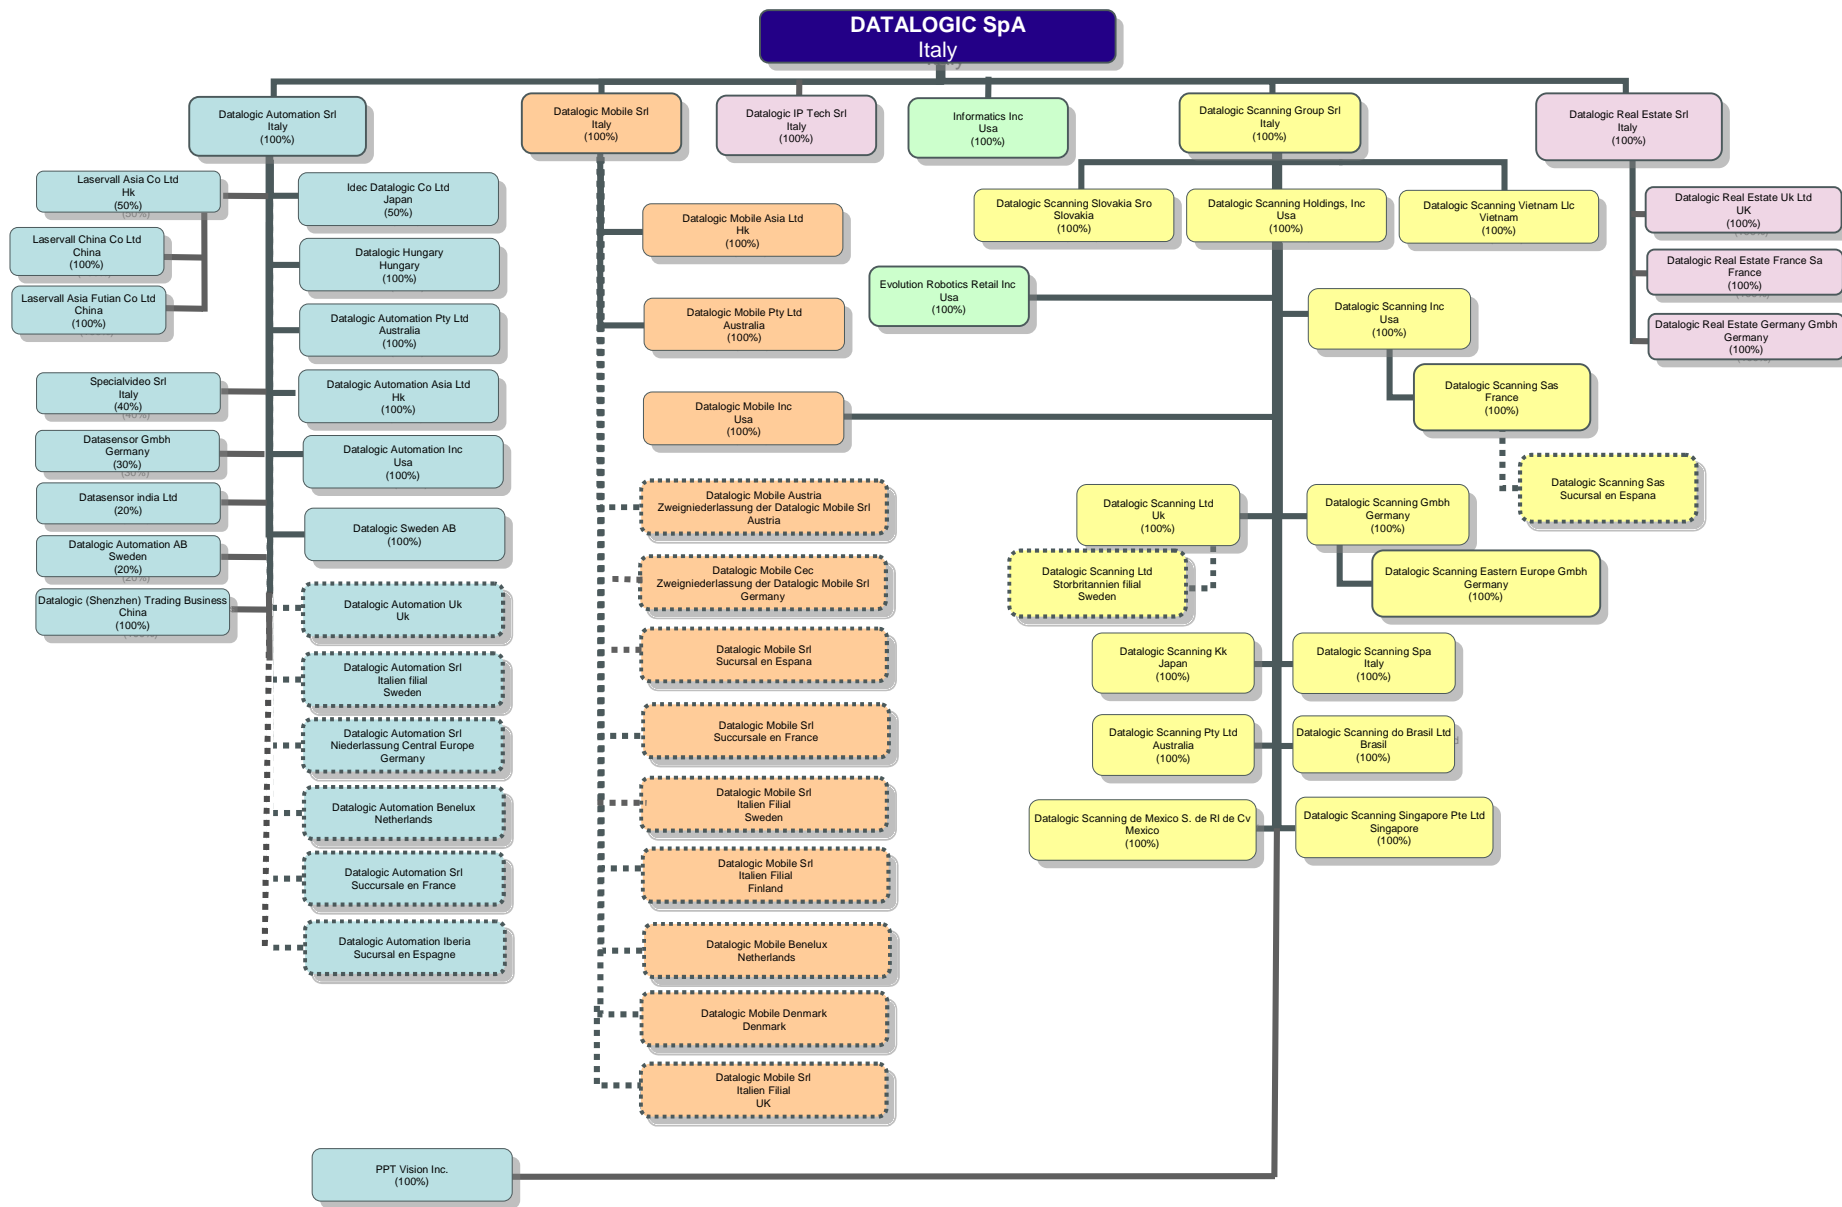 DATALOGIC SpA
Italy
Datalogic Automation Srl
Italy
(100%)
Datalogic Mobile Srl
Italy
(100%)
Datalogic IP Tech Srl
Italy
(100%)
Informatics Inc
Usa
(100%)
Datalogic Scanning Group Srl
Italy
(100%)
Datalogic Real Estate Srl
Italy
(100%)
Laservall Asia Co Ltd
Hk
(50%)
Laservall China Co Ltd
China
(100%)
Laservall Asia Futian Co Ltd
China
(100%)
Specialvideo Srl
Italy
(40%)
Datasensor Gmbh
Germany
(30%)
Datasensor india Ltd
(20%)
Datalogic Automation AB
Sweden
(20%)
Datalogic (Shenzhen) Trading Business
China
(100%)
Idec Datalogic Co Ltd
Japan
(50%)
Datalogic Hungary
Hungary
(100%)
Datalogic Automation Pty Ltd
Australia
(100%)
Datalogic Automation Asia Ltd
Hk
(100%)
Datalogic Automation Inc
Usa
(100%)
Datalogic Sweden AB
(100%)
Datalogic Automation Uk
Uk
Datalogic Automation Srl
Italien filial
Sweden
Datalogic Automation Srl
Niederlassung Central Europe
Germany
Datalogic Automation Benelux
Netherlands
Datalogic Automation Srl
Succursale en France
Datalogic Automation Iberia
Sucursal en Espagne
PPT Vision Inc.
(100%)
Datalogic Mobile Asia Ltd
Hk
(100%)
Datalogic Mobile Pty Ltd
Australia
(100%)
Datalogic Mobile Inc
Usa
(100%)
Datalogic Mobile Austria
Zweigniederlassung der Datalogic Mobile Srl
Austria
Datalogic Mobile Cec
Zweigniederlassung der Datalogic Mobile Srl
Germany
Datalogic Mobile Srl
Sucursal en Espana
Datalogic Mobile Srl
Succursale en France
Datalogic Mobile Srl
Italien Filial
Sweden
Datalogic Mobile Srl
Italien Filial
Finland
Datalogic Mobile Benelux
Netherlands
Datalogic Mobile Denmark
Denmark
Datalogic Mobile Srl
Italien Filial
UK
Datalogic Scanning Slovakia Sro
Slovakia
(100%)
Datalogic Scanning Holdings, Inc
Usa
(100%)
Datalogic Scanning Vietnam Llc
Vietnam
(100%)
Evolution Robotics Retail Inc
Usa
(100%)
Datalogic Scanning Inc
Usa
(100%)
Datalogic Scanning Sas
France
(100%)
Datalogic Scanning Sas
Sucursal en Espana
Datalogic Scanning Ltd
Uk
(100%)
Datalogic Scanning Gmbh
Germany
(100%)
Datalogic Scanning Ltd
Storbritannien filial
Sweden
Datalogic Scanning Eastern Europe Gmbh
Germany
(100%)
Datalogic Scanning Kk
Japan
(100%)
Datalogic Scanning Spa
Italy
(100%)
Datalogic Scanning Pty Ltd
Australia
(100%)
Datalogic Scanning do Brasil Ltd
Brasil
(100%)
Datalogic Scanning de Mexico S. de Rl de Cv
Mexico
(100%)
Datalogic Scanning Singapore Pte Ltd
Singapore
(100%)
Datalogic Real Estate Uk Ltd
UK
(100%)
Datalogic Real Estate France Sa
France
(100%)
Datalogic Real Estate Germany Gmbh
Germany
(100%)